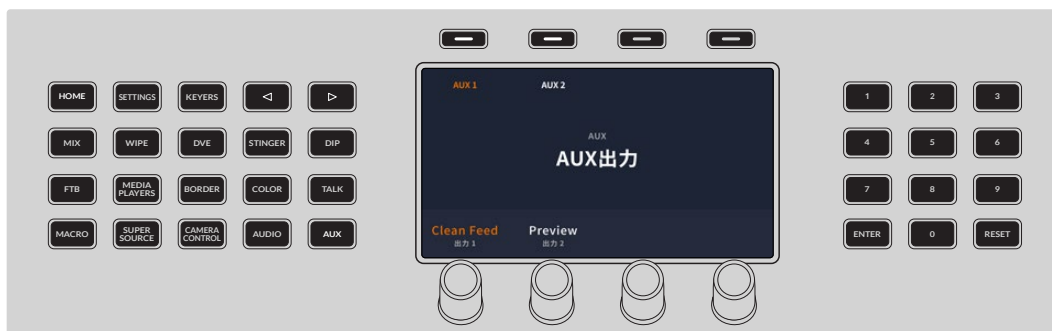 HOME SETTINGS KEYERS
MIX WIPE DVE STINGER DIP
FTB MEDIA PLAYERS BORDER COLOR TALK
MACRO SUPER SOURCE CAMERA CONTROL AUDIO AUX
AUX 1 AUX 2
AUX
AUX出力
Clean Feed Preview
出力 1 出力 2
1 2 3
4 5 6
7 8 9
ENTER 0 RESET